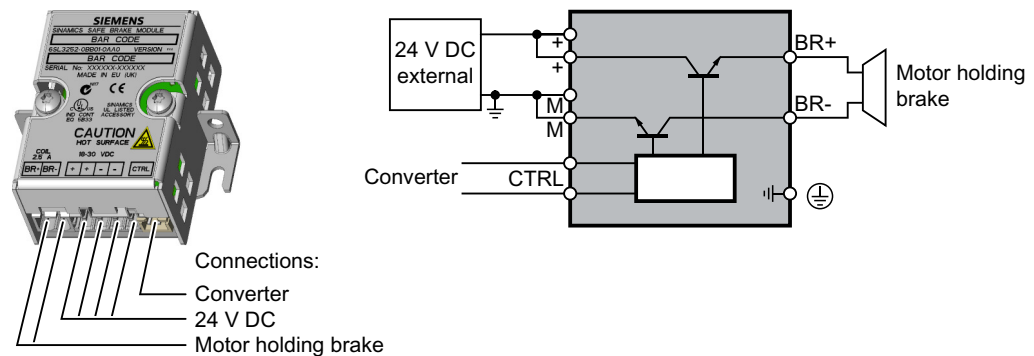 SIEMENS
SINAMICS SAFE BRAKE MODULE
BAR CODE
6SL3252-0BB01-0AA0 VERSION ---
BAR CODE
SERIAL No: XXXXXX-XXXXXX
MADE IN EU (UK)
CE
C UL US
IND CONT
EQ 5B33
SINAMICS
UL LISTED
ACCESSORY
CAUTION
HOT SURFACE
COIL
2.5 A
18-30 VDC
BR+ BR- + + - - CTRL
Connections:
Converter
24 V DC
Motor holding brake
24 V DC
external
+
+
M
M
Converter
CTRL
BR+
BR-
Motor holding
brake